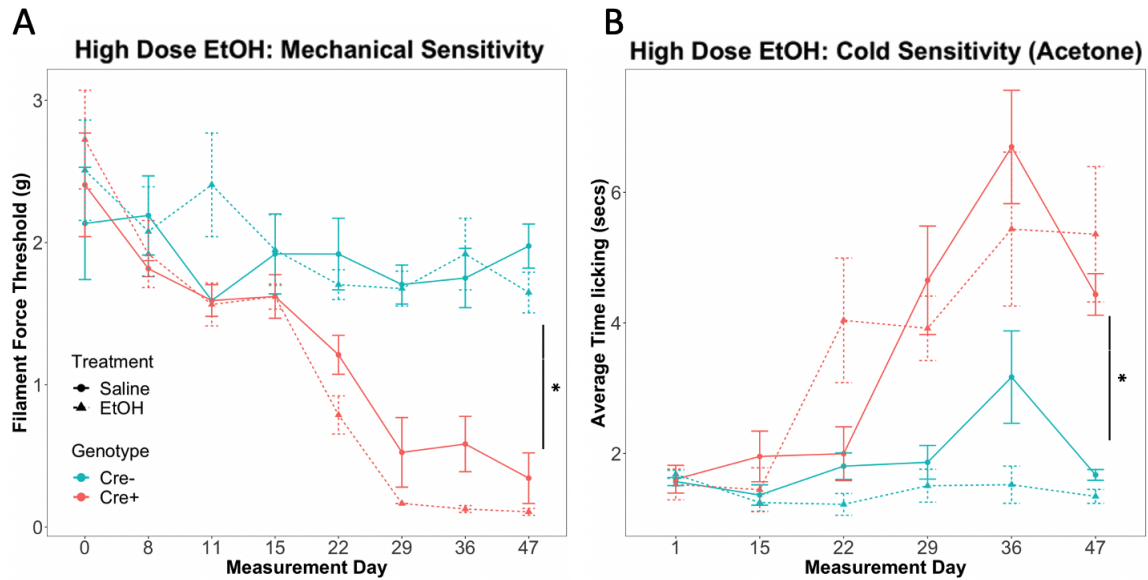 A
High Dose EtOH: Mechanical Sensitivity
Filament Force Threshold (g)
3
2
1
0
Treatment
Saline
EtOH
Genotype
Cre-
Cre+
*
0 8 11 15 22 29 36 47
Measurement Day
B
High Dose EtOH: Cold Sensitivity (Acetone)
Average Time licking (secs)
6
4
2
*
1 15 22 29 36 47
Measurement Day